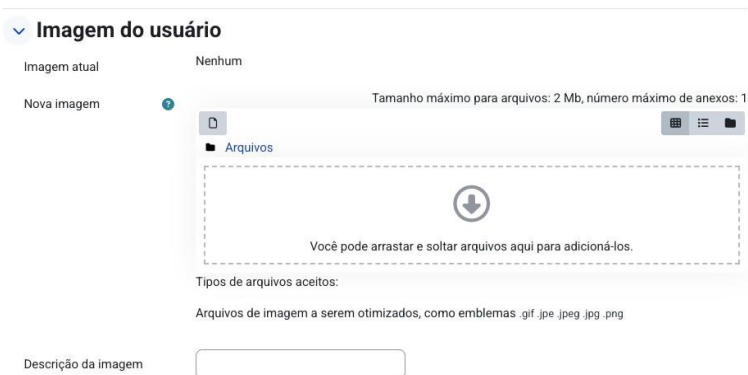 Imagem do usuário
Imagem atual
Nenhum
Nova imagem
Tamanho máximo para arquivos: 2 Mb, número máximo de anexos: 1
Arquivos
Você pode arrastar e soltar arquivos aqui para adicioná-los.
Tipos de arquivos aceitos:
Arquivos de imagem a serem otimizados, como emblemas .gif .jpe .jpeg .jpg .png
Descrição da imagem